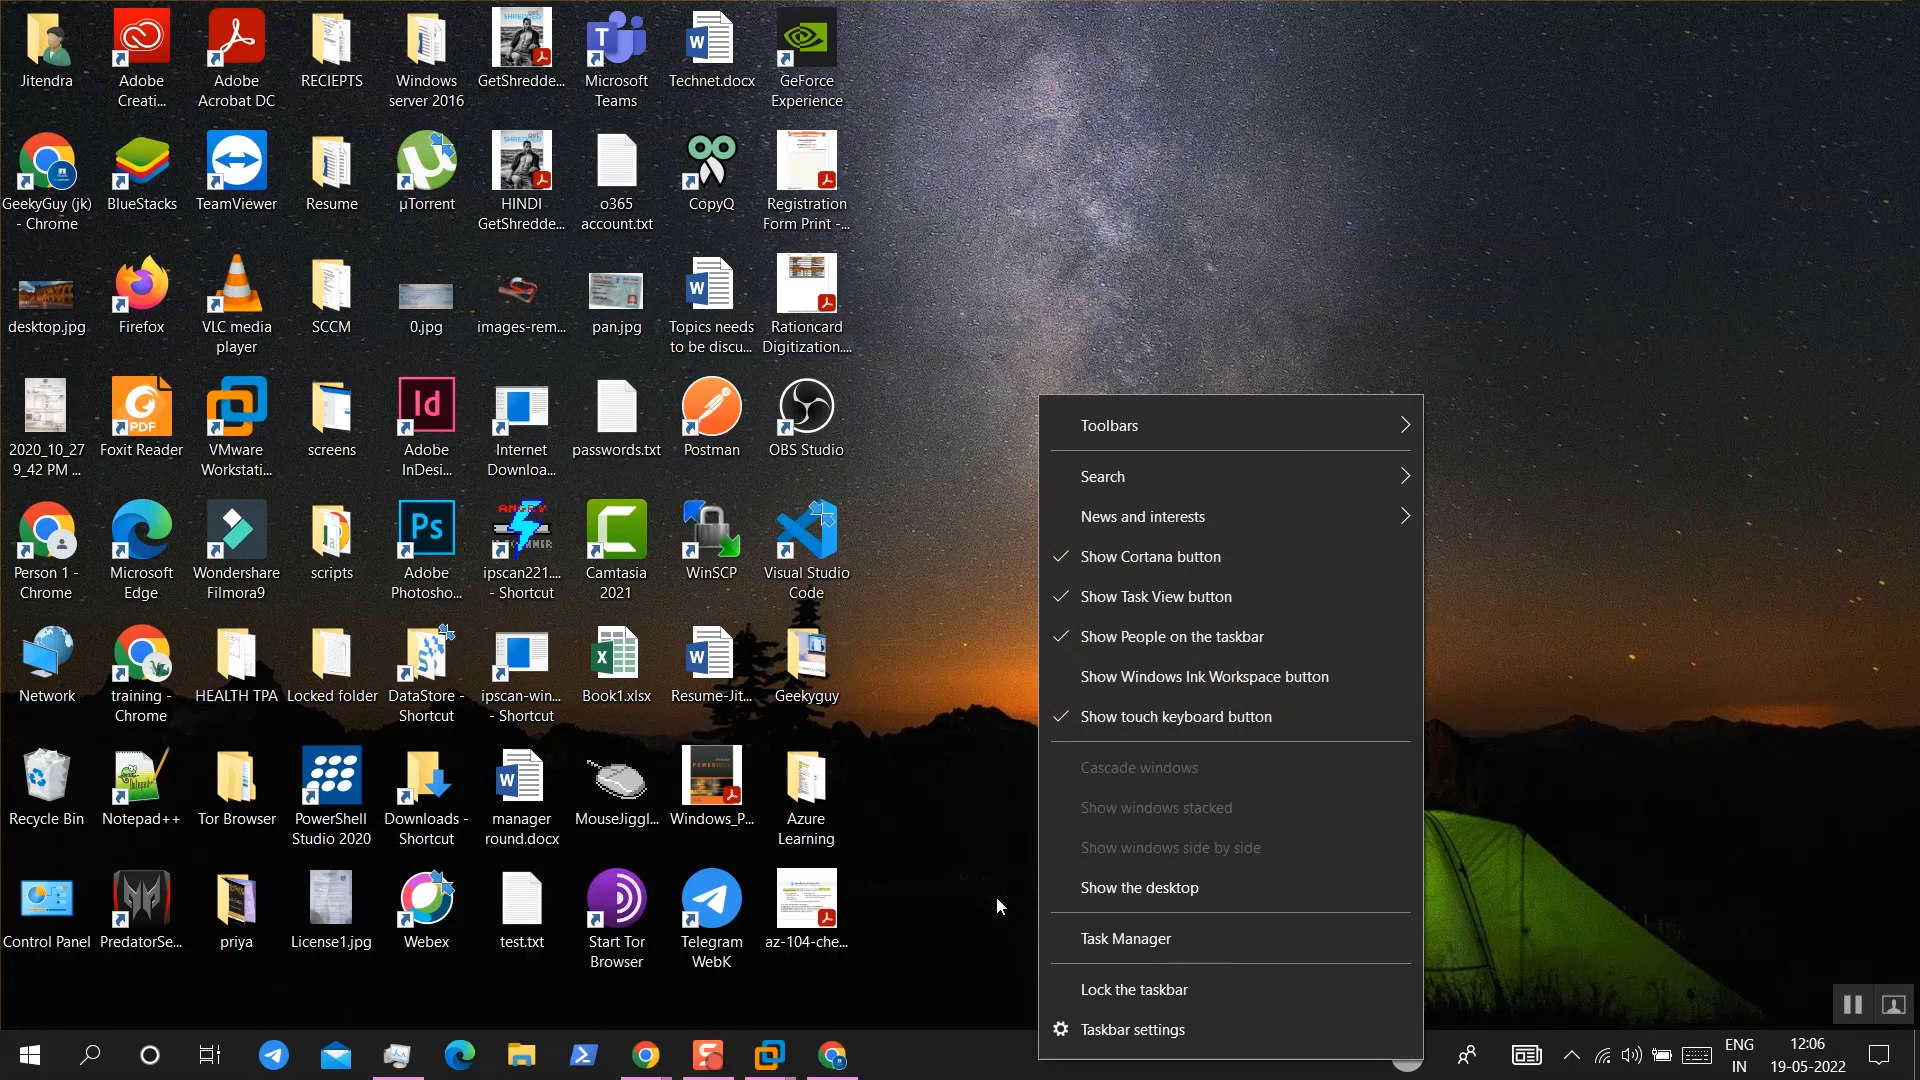 Jitendra
Adobe
Creati...
Adobe
Acrobat DC
RECIEPTS
Windows
server 2016
GetShredde...
Microsoft
Teams
Technet.docx
GeForce
Experience
GeekyGuy (jk)
- Chrome
BlueStacks
TeamViewer
Resume
µTorrent
HINDI
GetShredde...
o365
account.txt
CopyQ
Registration
Form Print -...
desktop.jpg
Firefox
VLC media
player
SCCM
0.jpg
images-rem...
pan.jpg
Topics needs
to be discu...
Rationcard
Digitization....
2020_10_27
9_42 PM ...
PDF
Foxit Reader
VMware
Workstati...
screens
Id
Adobe
InDesi...
Internet
Downloa...
passwords.txt
Postman
OBS Studio
Person 1 -
Chrome
Microsoft
Edge
Wondershare
Filmora9
scripts
Ps
Adobe
Photosho...
ipscan221....
- Shortcut
Camtasia
2021
WinSCP
Visual Studio
Code
Network
training -
Chrome
HEALTH TPA
Locked folder
DataStore -
Shortcut
ipscan-win...
- Shortcut
Book1.xlsx
Resume-Jit...
Geekyguy
Recycle Bin
Notepad++
Tor Browser
PowerShell
Studio 2020
Downloads -
Shortcut
manager
round.docx
MouseJiggl...
Windows_P...
Azure
Learning
Control Panel
PredatorSe...
priya
License1.jpg
Webex
test.txt
Start Tor
Browser
Telegram
WebK
az-104-che...
Toolbars
Search
News and interests
Show Cortana button
Show Task View button
Show People on the taskbar
Show Windows Ink Workspace button
Show touch keyboard button
Cascade windows
Show windows stacked
Show windows side by side
Show the desktop
Task Manager
Lock the taskbar
Taskbar settings
ENG
IN
12:06
19-05-2022